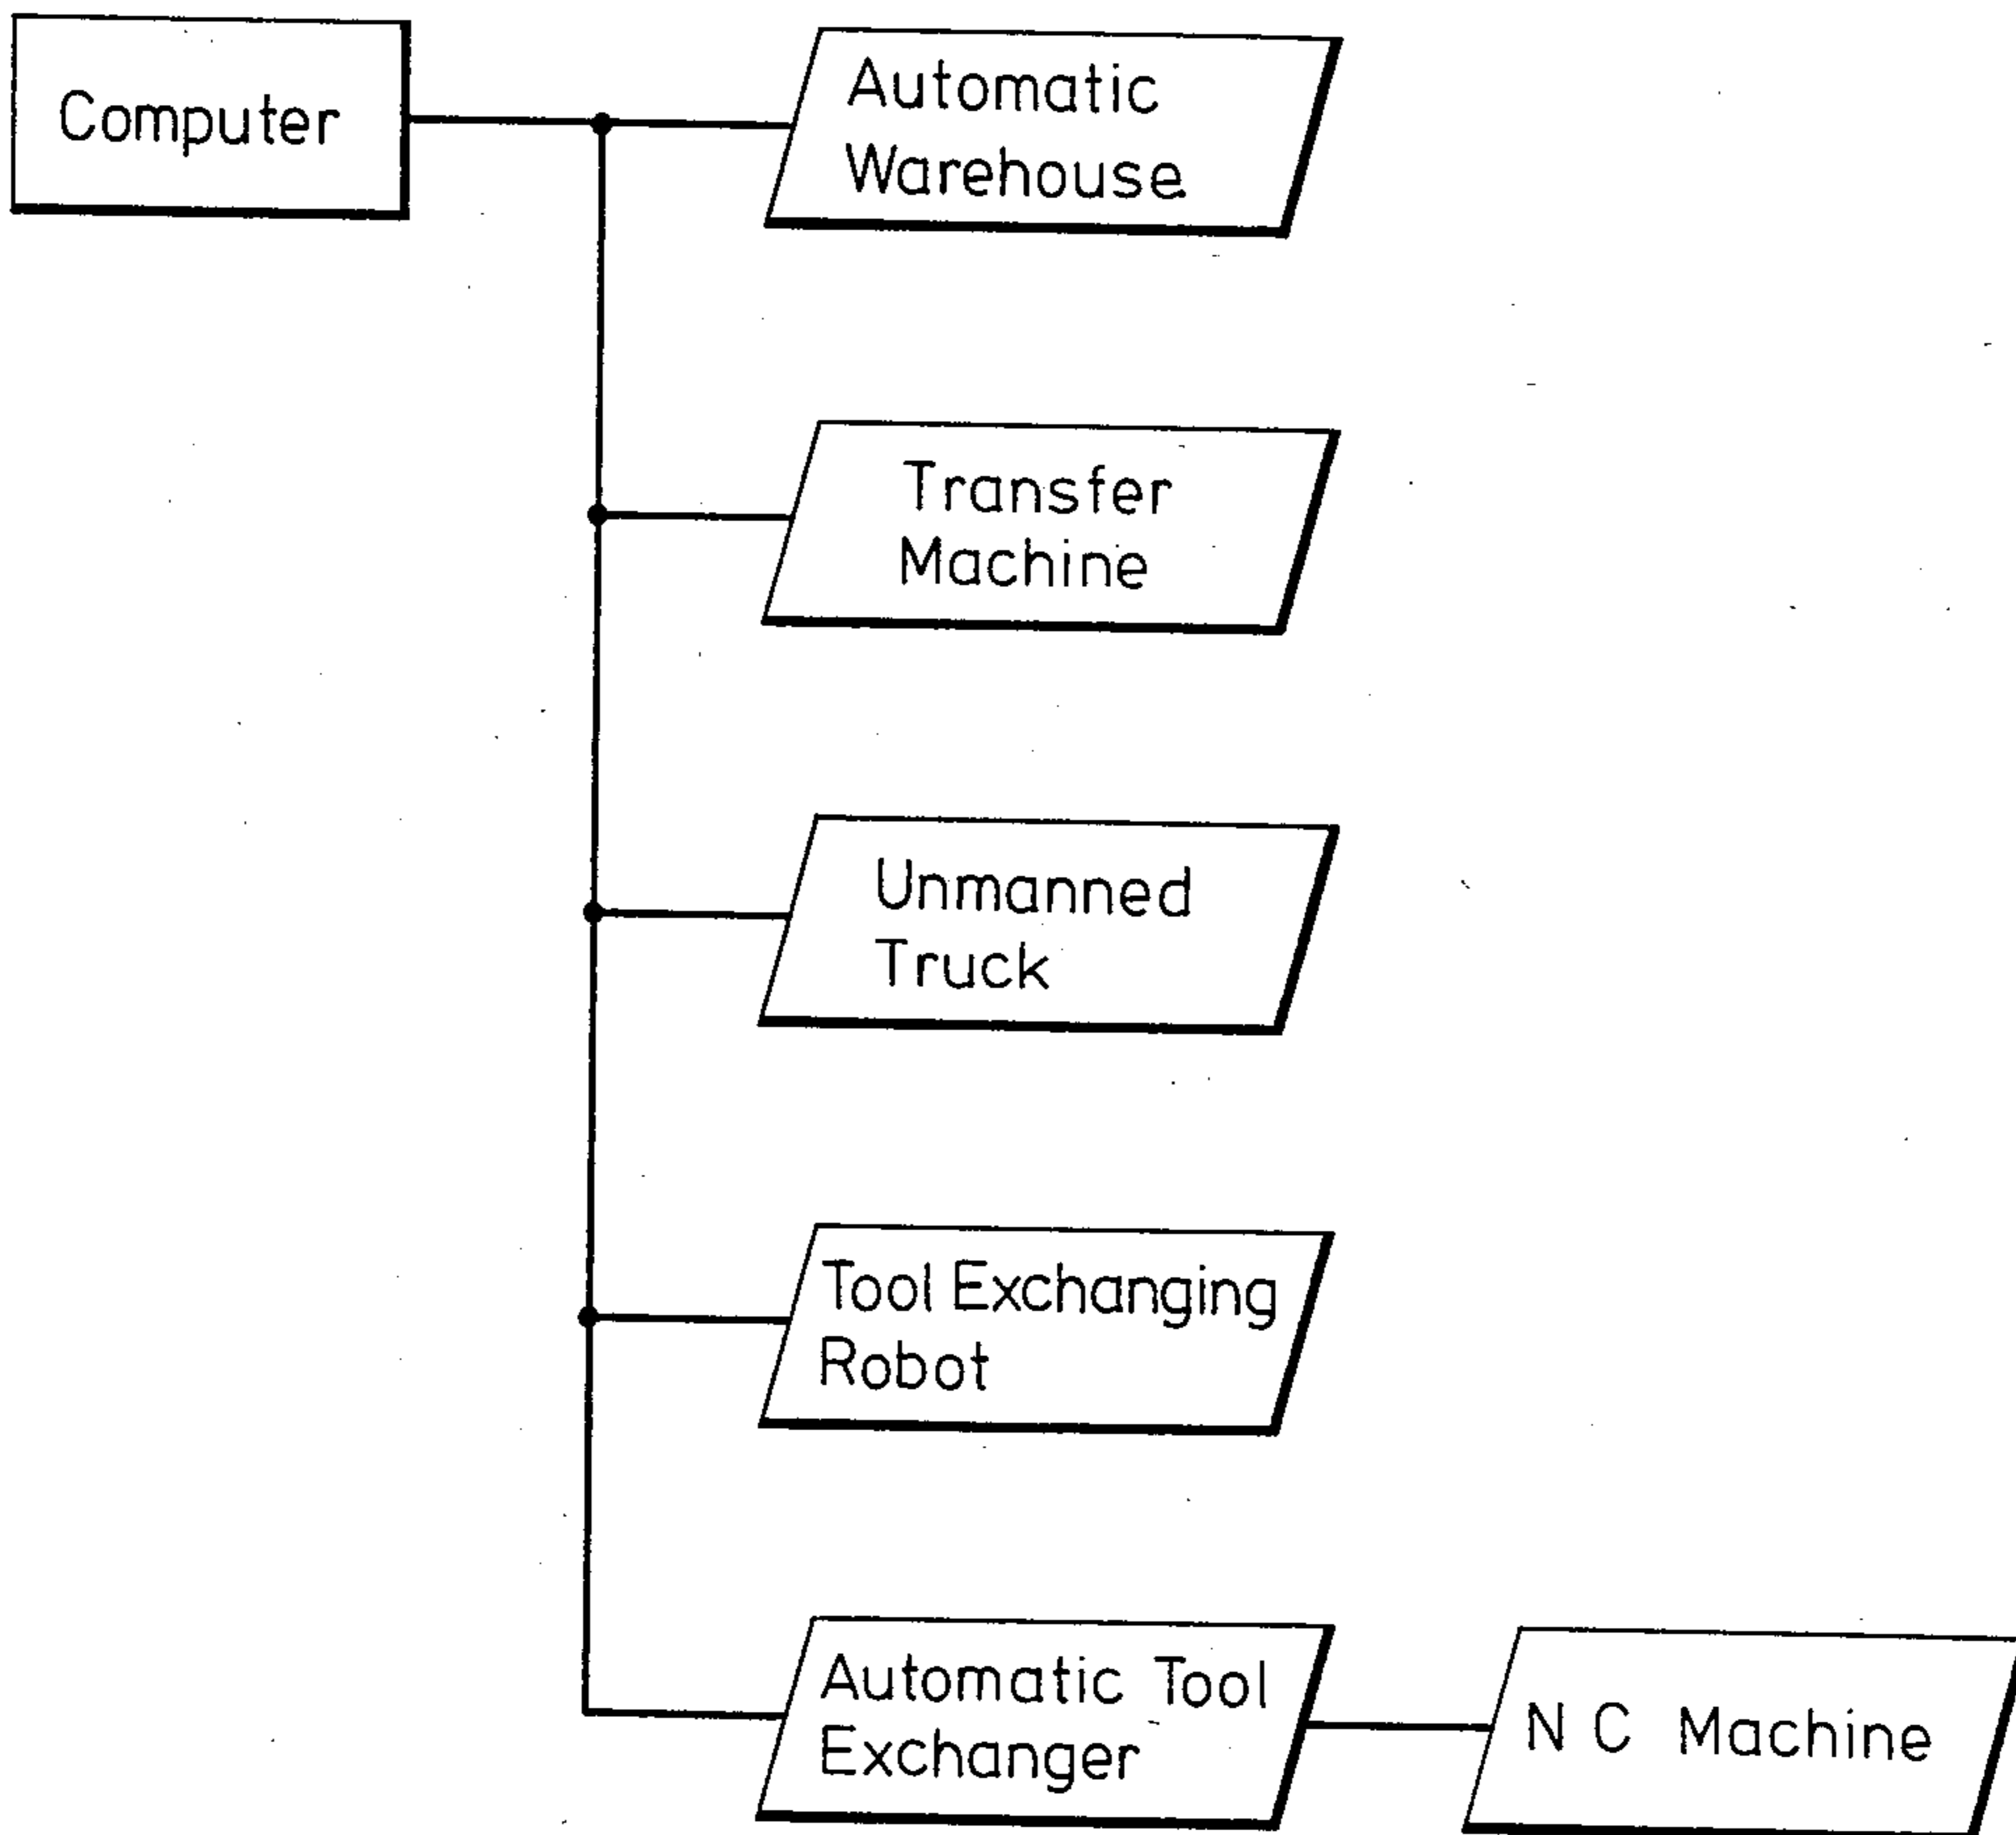 Computer
Automatic
Warehouse
Transfer
Machine
Unmanned
Truck
Tool Exchanging
Robot
Automatic Tool
Exchanger
N C Machine